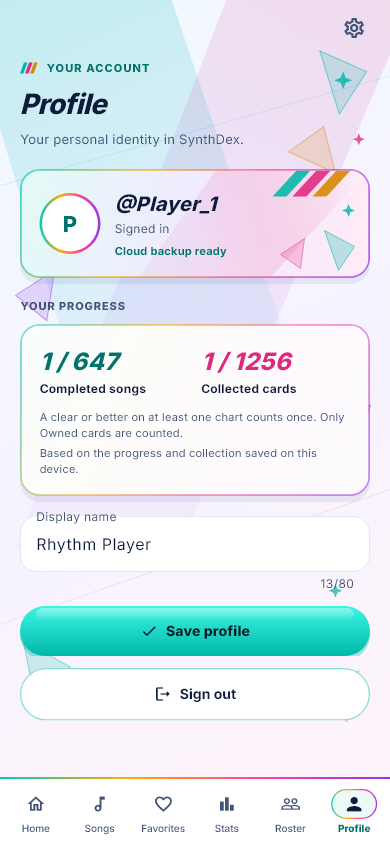 YOUR ACCOUNT
Profile
Your personal identity in SynthDex.
P
@Player_1
Signed in
Cloud backup ready
YOUR PROGRESS
1 / 647
Completed songs
1 / 1256
Collected cards
A clear or better on at least one chart counts once. Only
Owned cards are counted.
Based on the progress and collection saved on this
device.
Display name
Rhythm Player
13/80
Save profile
Sign out
Home
Songs
Favorites
Stats
Roster
Profile